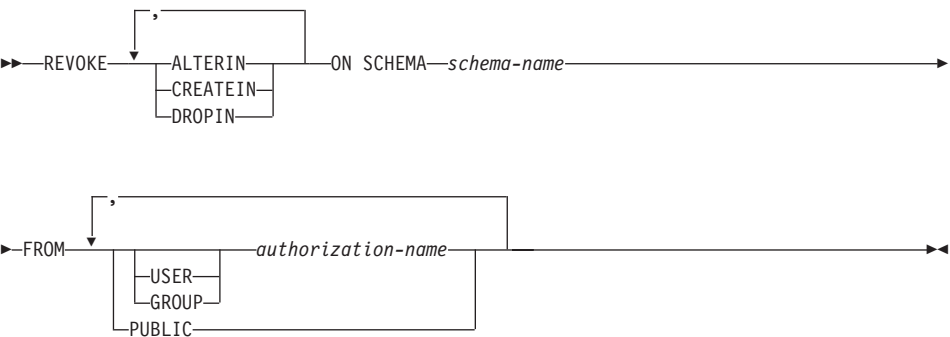 ,
REVOKE ALTERIN ON SCHEMA schema-name
CREATEIN
DROPIN
,
FROM authorization-name
USER
GROUP
PUBLIC